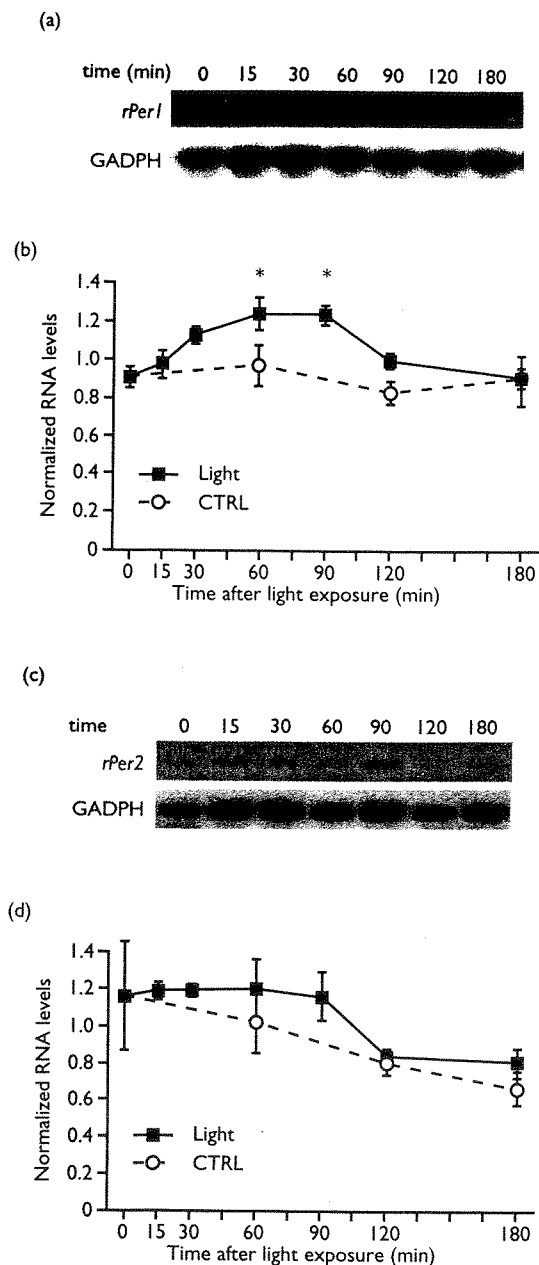 (a)
time (min) 0 15 30 60 90 120 180
rPer1
GADPH
(b)
* *
1.4
1.2
1.0
0.8
0.6
0.4
0.2
0
Normalized RNA levels
Light
CTRL
0 15 30 60 90 120 180
Time after light exposure (min)
(c)
time 0 15 30 60 90 120 180
rPer2
GADPH
(d)
1.4
1.2
1.0
0.8
0.6
0.4
0.2
0
Normalized RNA levels
Light
CTRL
0 15 30 60 90 120 180
Time after light exposure (min)